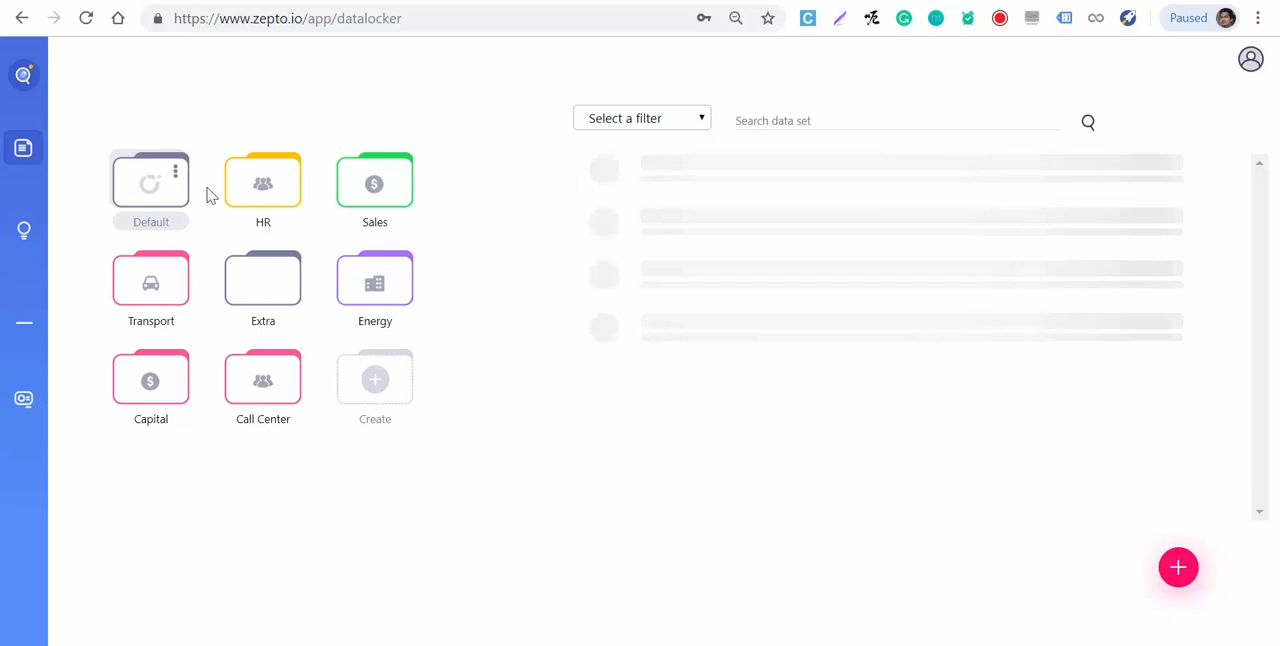 https://www.zepto.io/app/datalocker
Paused
Select a filter
Search data set
Default
HR
Sales
Transport
Extra
Energy
Capital
Call Center
Create